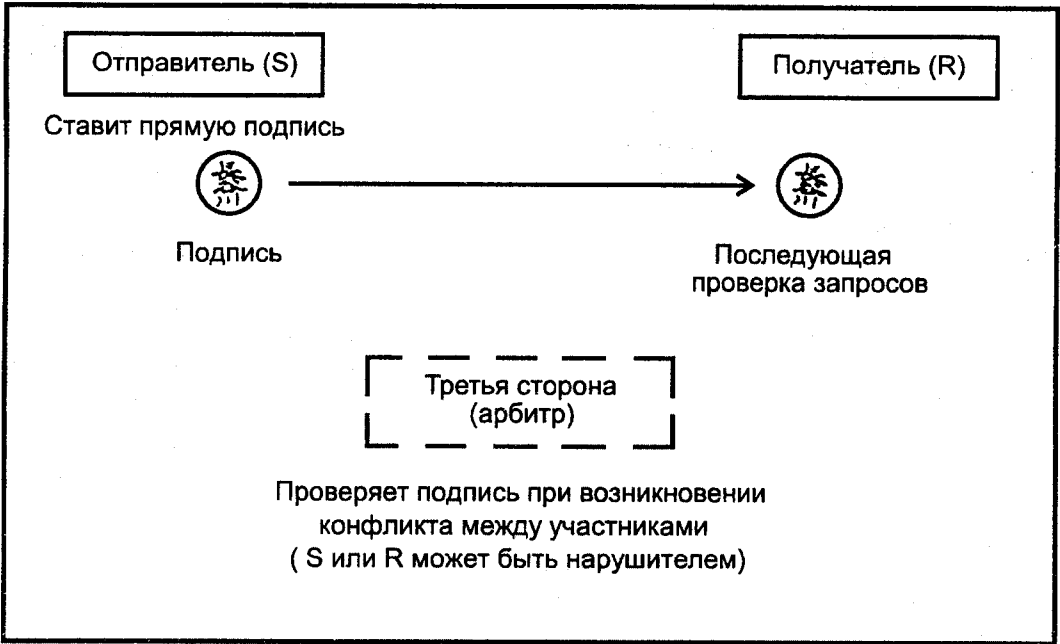 Отправитель (S)
Получатель (R)
Ставит прямую подпись
Подпись
Последующая
проверка запросов
Третья сторона
(арбитр)
Проверяет подпись при возникновении
конфликта между участниками
( S или R может быть нарушителем)